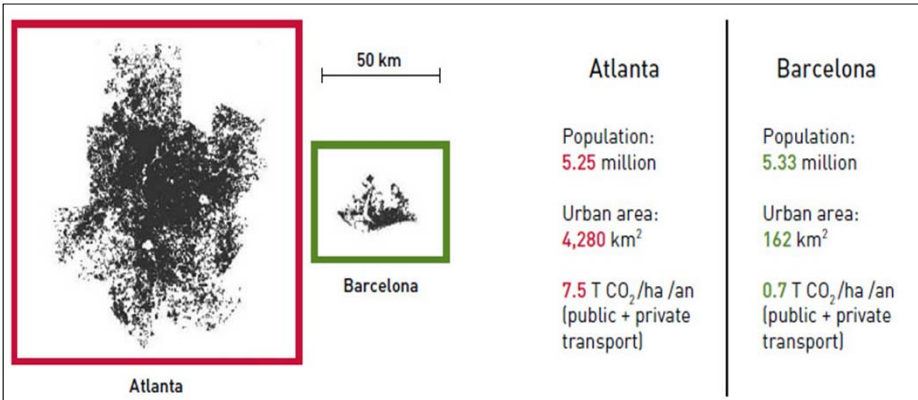 50 km
Atlanta
Barcelona
Atlanta
Population:
5.25 million
Urban area:
4,280 km²
7.5 T CO₂/ha /an
(public + private
transport)
Barcelona
Population:
5.33 million
Urban area:
162 km²
0.7 T CO₂/ha /an
(public + private
transport)